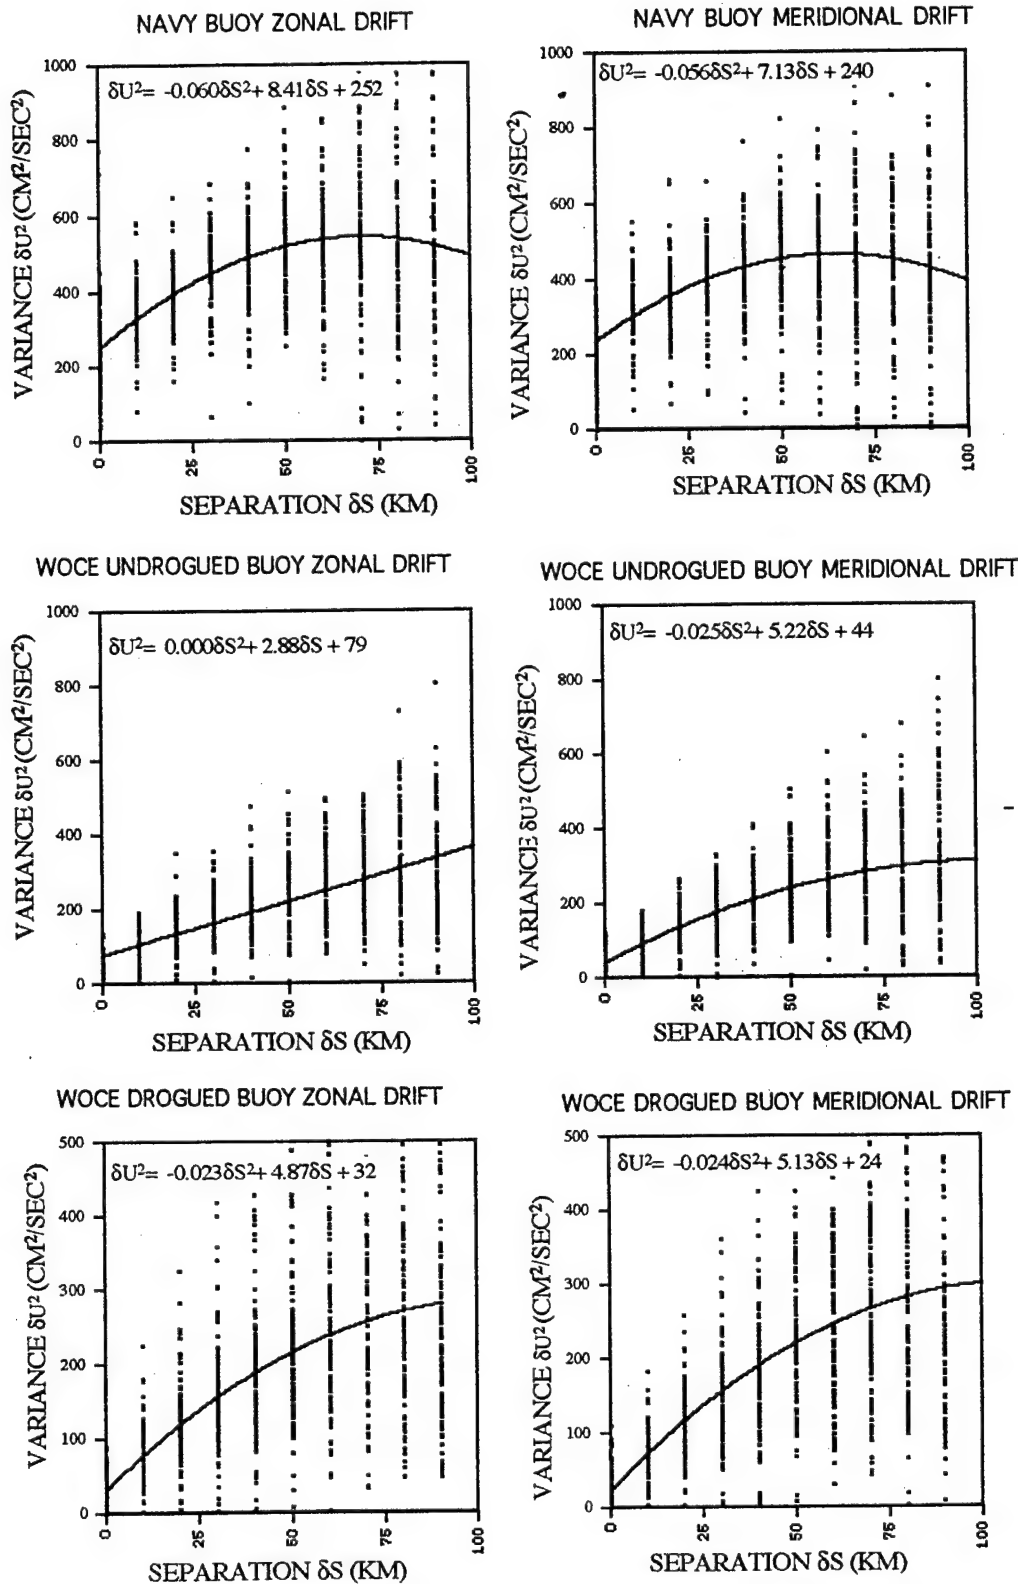 NAVY BUOY ZONAL DRIFT
VARIANCE δU² (CM²/SEC²)
1000
800
600
400
200
0
δU²= -0.060δS²+ 8.41δS + 252
0 25 50 75 100
SEPARATION δS (KM)
NAVY BUOY MERIDIONAL DRIFT
VARIANCE δU² (CM²/SEC²)
1000
800
600
400
200
0
δU²= -0.056δS²+ 7.13δS + 240
0 25 50 75 100
SEPARATION δS (KM)
WOCE UNDROGUED BUOY ZONAL DRIFT
VARIANCE δU² (CM²/SEC²)
1000
800
600
400
200
0
δU²= 0.000δS²+ 2.88δS + 79
0 25 50 75 100
SEPARATION δS (KM)
WOCE UNDROGUED BUOY MERIDIONAL DRIFT
VARIANCE δU² (CM²/SEC²)
1000
800
600
400
200
0
δU²= -0.025δS²+ 5.22δS + 44
0 25 50 75 100
SEPARATION δS (KM)
WOCE DROGUED BUOY ZONAL DRIFT
VARIANCE δU² (CM²/SEC²)
500
400
300
200
100
0
δU²= -0.023δS²+ 4.87δS + 32
0 25 50 75 100
SEPARATION δS (KM)
WOCE DROGUED BUOY MERIDIONAL DRIFT
VARIANCE δU² (CM²/SEC²)
500
400
300
200
100
0
δU²= -0.024δS²+ 5.13δS + 24
0 25 50 75 100
SEPARATION δS (KM)